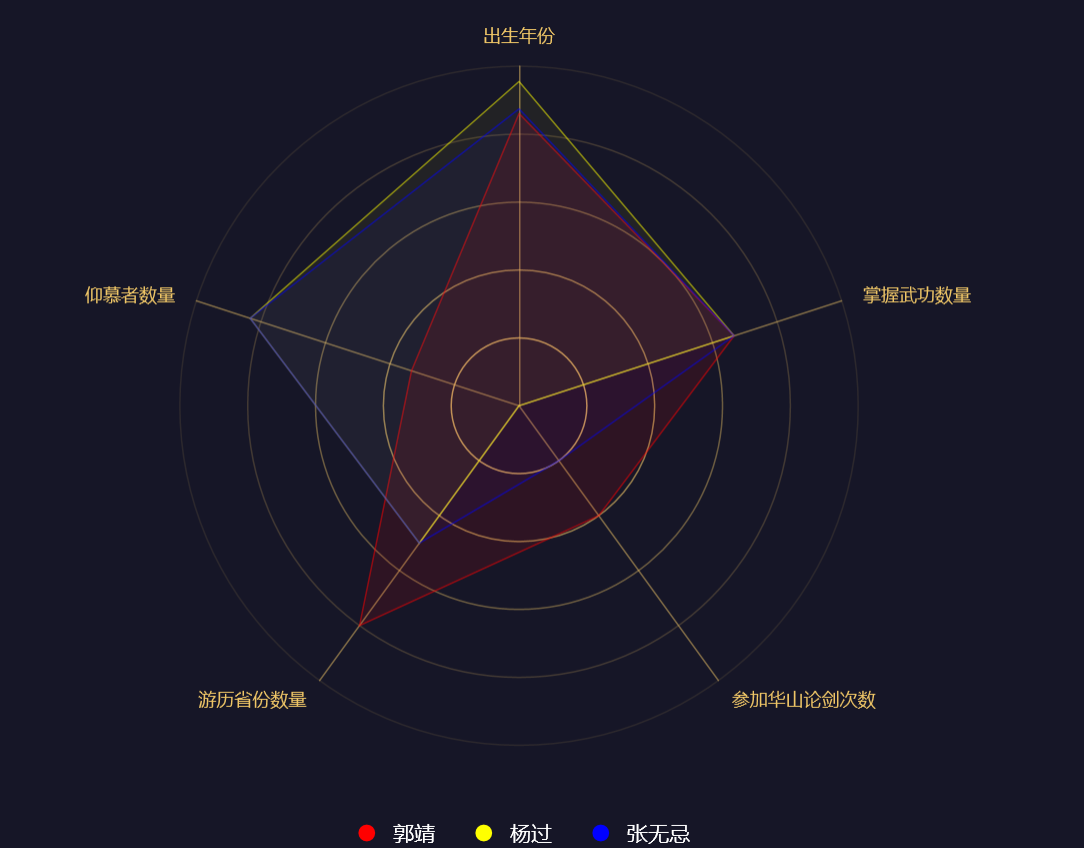 出生年份
仰慕者数量
掌握武功数量
游历省份数量
参加华山论剑次数
郭靖
杨过
张无忌